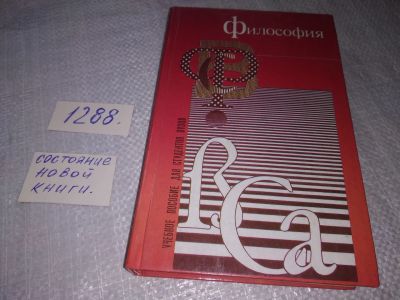 Философия
УЧЕБНОЕ ПОСОБИЕ ДЛЯ СТУДЕНТОВ ВУЗОВ
1288.
СОСТОЯНИЕ
НОВОЙ
КНИГИ.